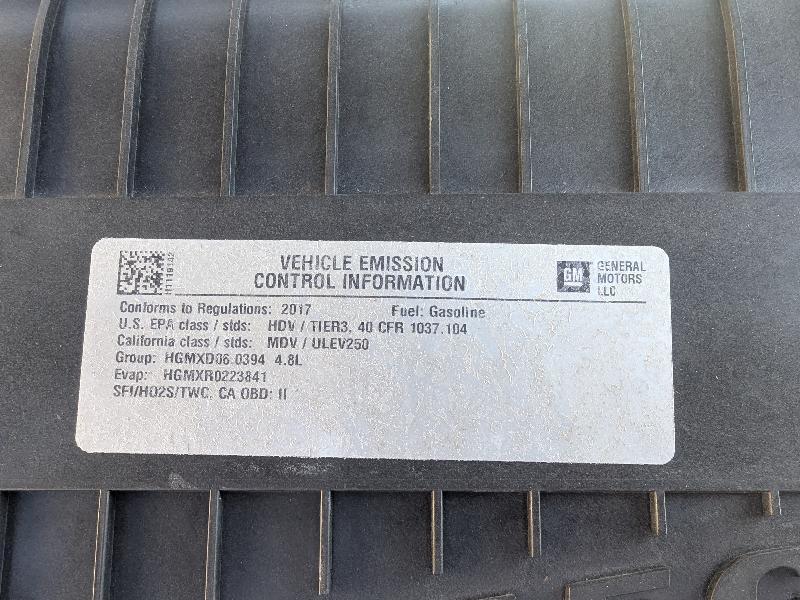 VEHICLE EMISSION
CONTROL INFORMATION
GM
GENERAL
MOTORS
LLC
Conforms to Regulations: 2017 Fuel: Gasoline
U.S. EPA class / stds: HDV / TIER3, 40 CFR 1037.104
California class / stds: MDV / ULEV250
Group: HGMXD06.0394 4.8L
Evap: HGMXR0223841
SFI/HO2S/TWC, CA OBD: II